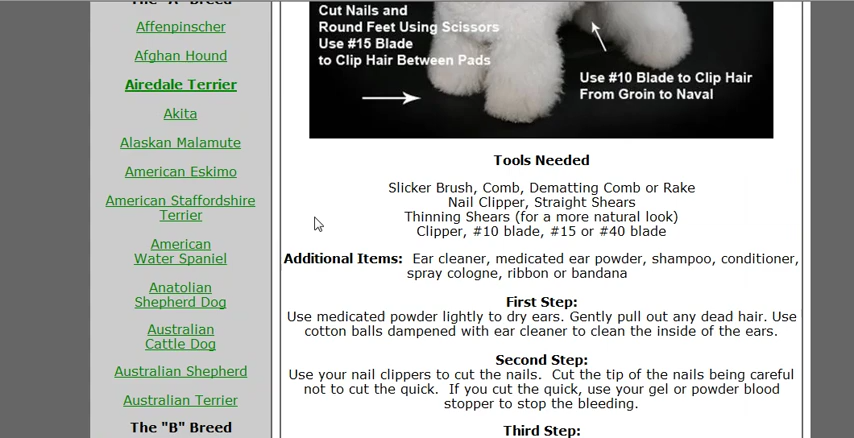 The "A" Breed
Affenpinscher
Afghan Hound
Airedale Terrier
Akita
Alaskan Malamute
American Eskimo
American Staffordshire
Terrier
American
Water Spaniel
Anatolian
Shepherd Dog
Australian
Cattle Dog
Australian Shepherd
Australian Terrier
The "B" Breed
Cut Nails and
Round Feet Using Scissors
Use #15 Blade
to Clip Hair Between Pads
Use #10 Blade to Clip Hair
From Groin to Naval
Tools Needed
Slicker Brush, Comb, Dematting Comb or Rake
Nail Clipper, Straight Shears
Thinning Shears (for a more natural look)
Clipper, #10 blade, #15 or #40 blade
Additional Items: Ear cleaner, medicated ear powder, shampoo, conditioner,
spray cologne, ribbon or bandana
First Step:
Use medicated powder lightly to dry ears. Gently pull out any dead hair. Use
cotton balls dampened with ear cleaner to clean the inside of the ears.
Second Step:
Use your nail clippers to cut the nails. Cut the tip of the nails being careful
not to cut the quick. If you cut the quick, use your gel or powder blood
stopper to stop the bleeding.
Third Step: